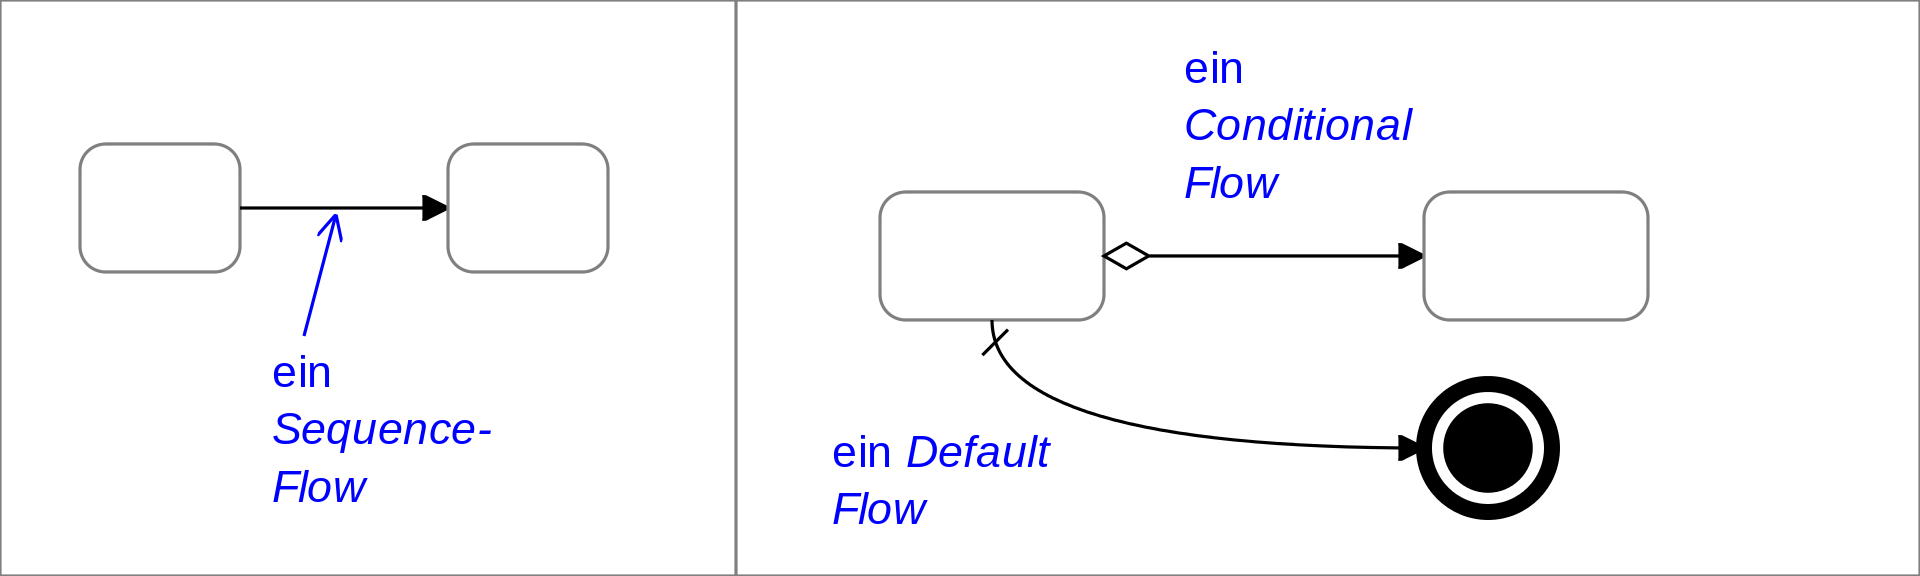 ein
Sequence-
Flow
ein
Conditional
Flow
ein Default
Flow